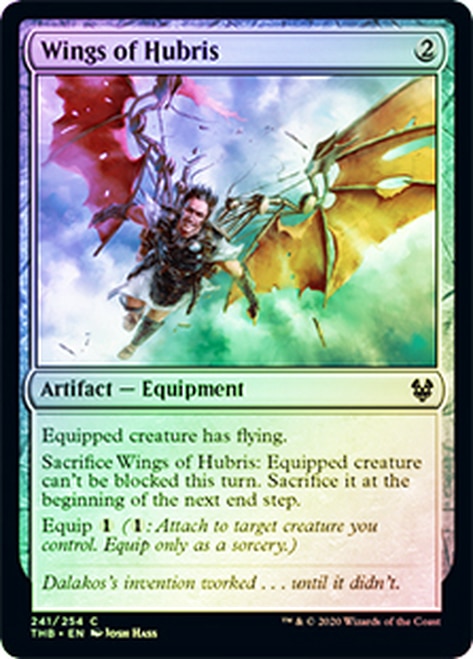 Wings of Hubris 2
Artifact — Equipment
Equipped creature has flying.
Sacrifice Wings of Hubris: Equipped creature
can't be blocked this turn. Sacrifice it at the
beginning of the next end step.
Equip 1 (1: Attach to target creature you
control. Equip only as a sorcery.)
Dalakos's invention worked . . . until it didn't.
241/254 C
THB • EN Josh Hass ™ & © 2020 Wizards of the Coast